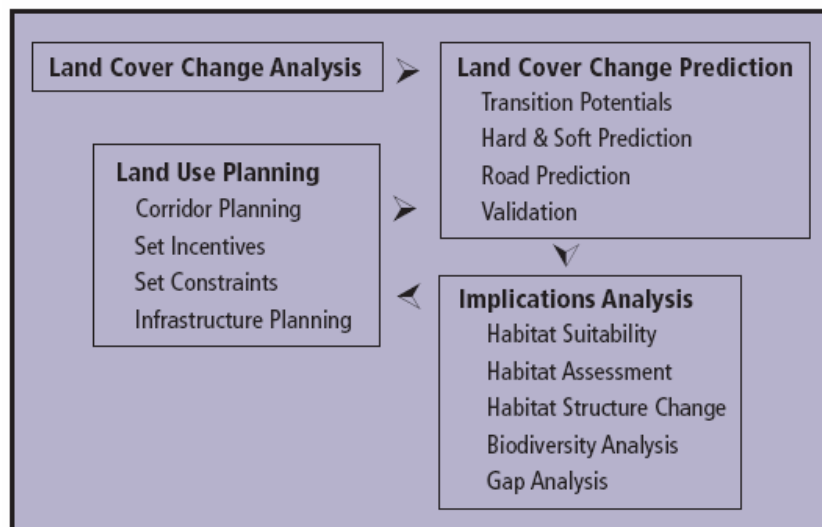 Land Cover Change Analysis
Land Cover Change Prediction
Transition Potentials
Hard & Soft Prediction
Road Prediction
Validation
Land Use Planning
Corridor Planning
Set Incentives
Set Constraints
Infrastructure Planning
Implications Analysis
Habitat Suitability
Habitat Assessment
Habitat Structure Change
Biodiversity Analysis
Gap Analysis